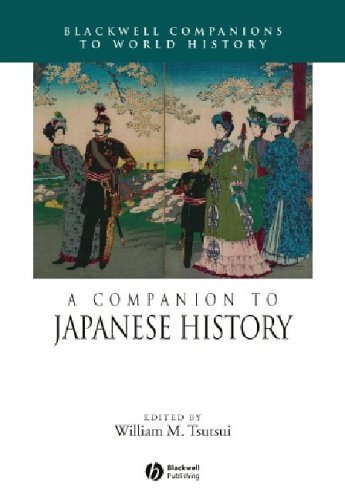 BLACKWELL COMPANIONS
TO WORLD HISTORY
A COMPANION TO
JAPANESE HISTORY
EDITED BY
William M. Tsutsui
Blackwell
Publishing